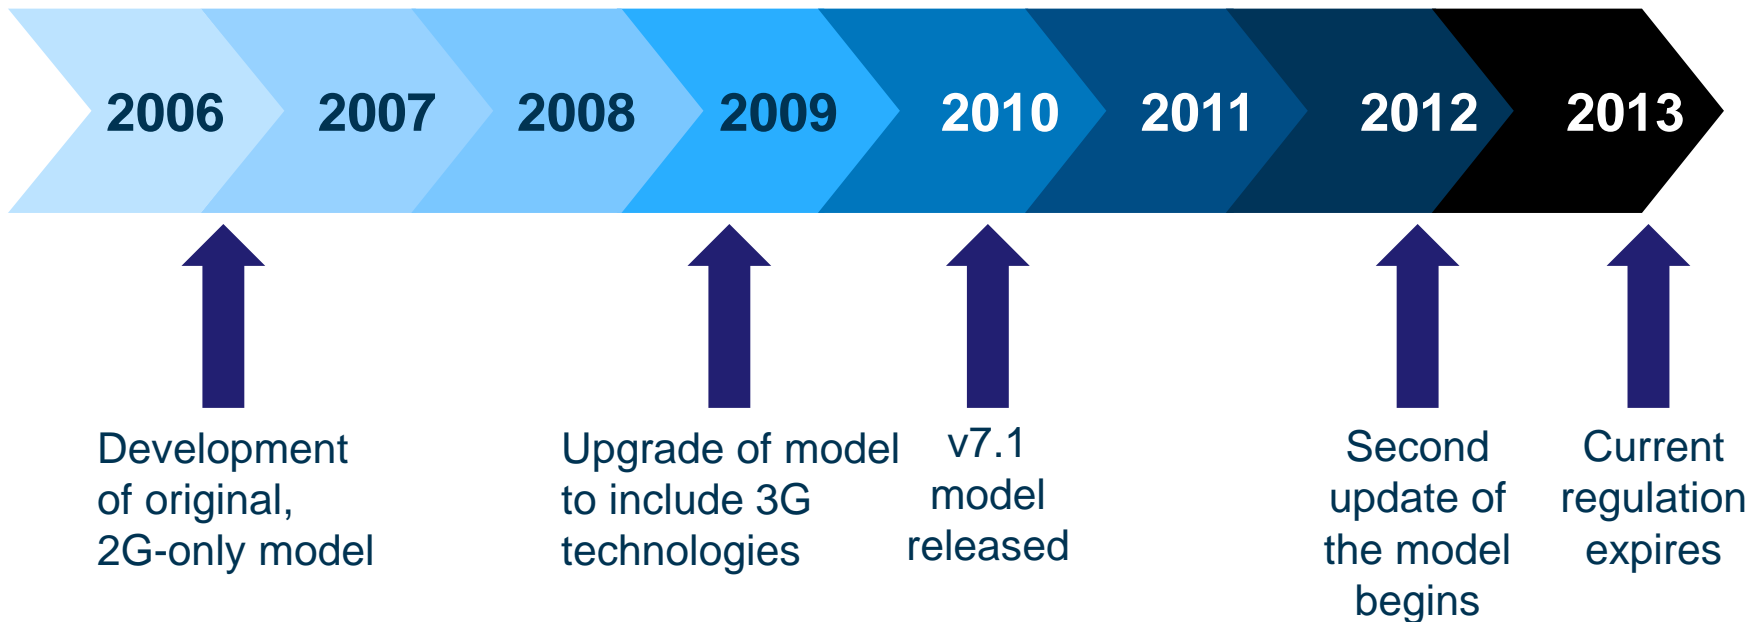 2006 2007 2008 2009 2010 2011 2012 2013
Development
of original,
2G-only model
Upgrade of model
to include 3G
technologies
v7.1
model
released
Second
update of
the model
begins
Current
regulation
expires